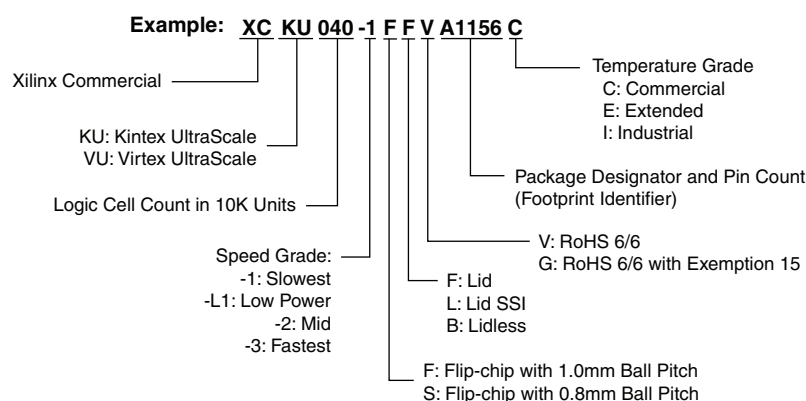 Example: XC KU 040 -1 F F V A1156 C
Temperature Grade
C: Commercial
E: Extended
I: Industrial
Xilinx Commercial
KU: Kintex UltraScale
VU: Virtex UltraScale
Package Designator and Pin Count
(Footprint Identifier)
Logic Cell Count in 10K Units
V: RoHS 6/6
G: RoHS 6/6 with Exemption 15
Speed Grade:
-1: Slowest
-L1: Low Power
-2: Mid
-3: Fastest
F: Lid
L: Lid SSI
B: Lidless
F: Flip-chip with 1.0mm Ball Pitch
S: Flip-chip with 0.8mm Ball Pitch